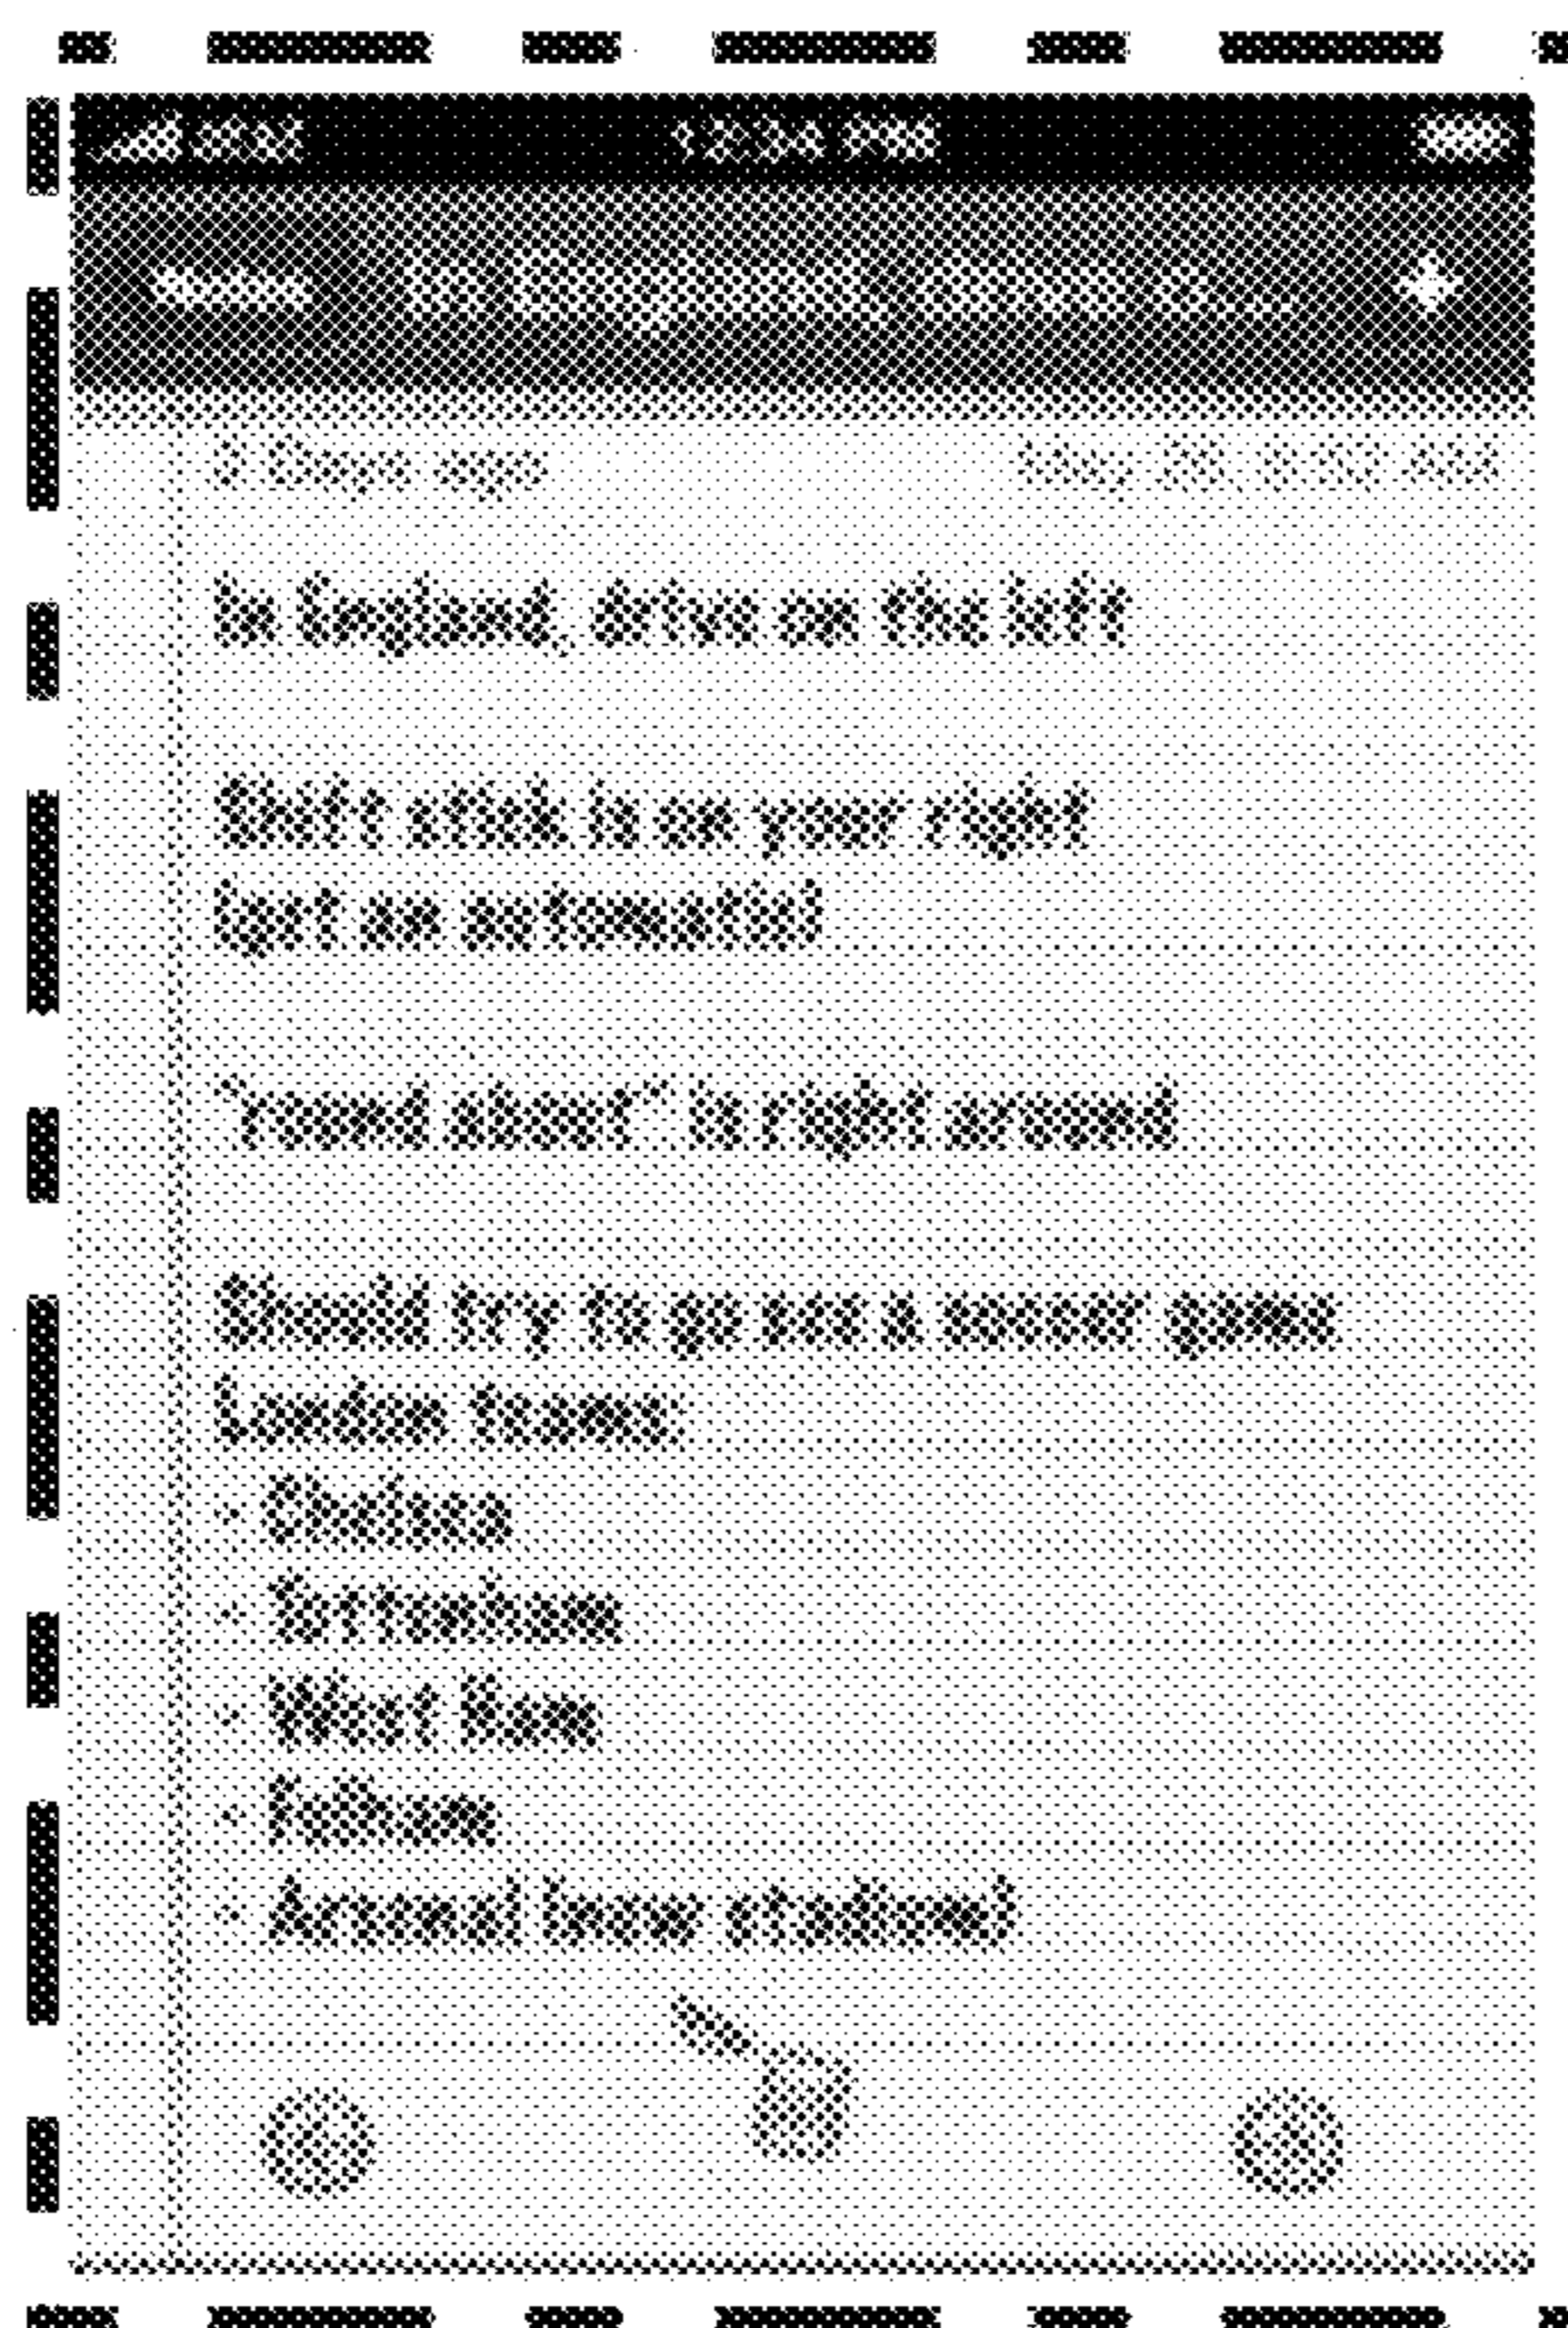 In England, drive on the left
Shift stick is on your right
(get an automatic!)
"round about" is right around
Should try to go see a soccer game
London teams:
- Chelsea
- Tottenham
- West Ham
- Fulham
- Arsenal (new stadium!)